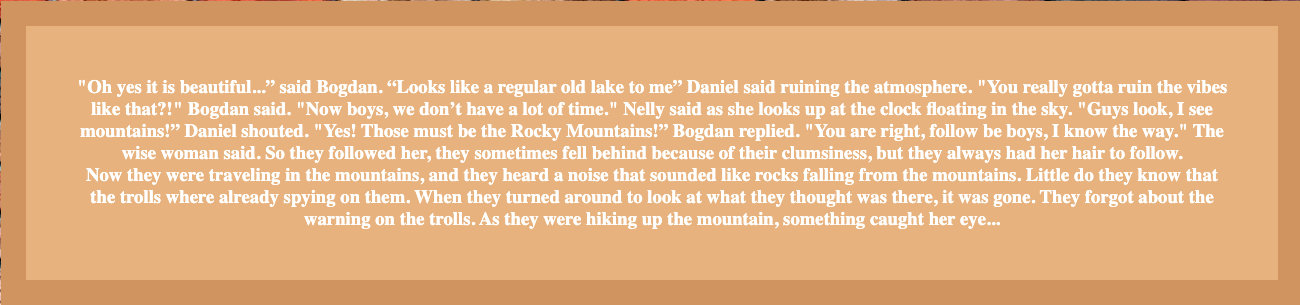 "Oh yes it is beautiful...” said Bogdan. “Looks like a regular old lake to me” Daniel said ruining the atmosphere. "You really gotta ruin the vibes
like that?!" Bogdan said. "Now boys, we don’t have a lot of time." Nelly said as she looks up at the clock floating in the sky. "Guys look, I see
mountains!” Daniel shouted. "Yes! Those must be the Rocky Mountains!” Bogdan replied. "You are right, follow be boys, I know the way." The
wise woman said. So they followed her, they sometimes fell behind because of their clumsiness, but they always had her hair to follow.
Now they were traveling in the mountains, and they heard a noise that sounded like rocks falling from the mountains. Little do they know that
the trolls where already spying on them. When they turned around to look at what they thought was there, it was gone. They forgot about the
warning on the trolls. As they were hiking up the mountain, something caught her eye...